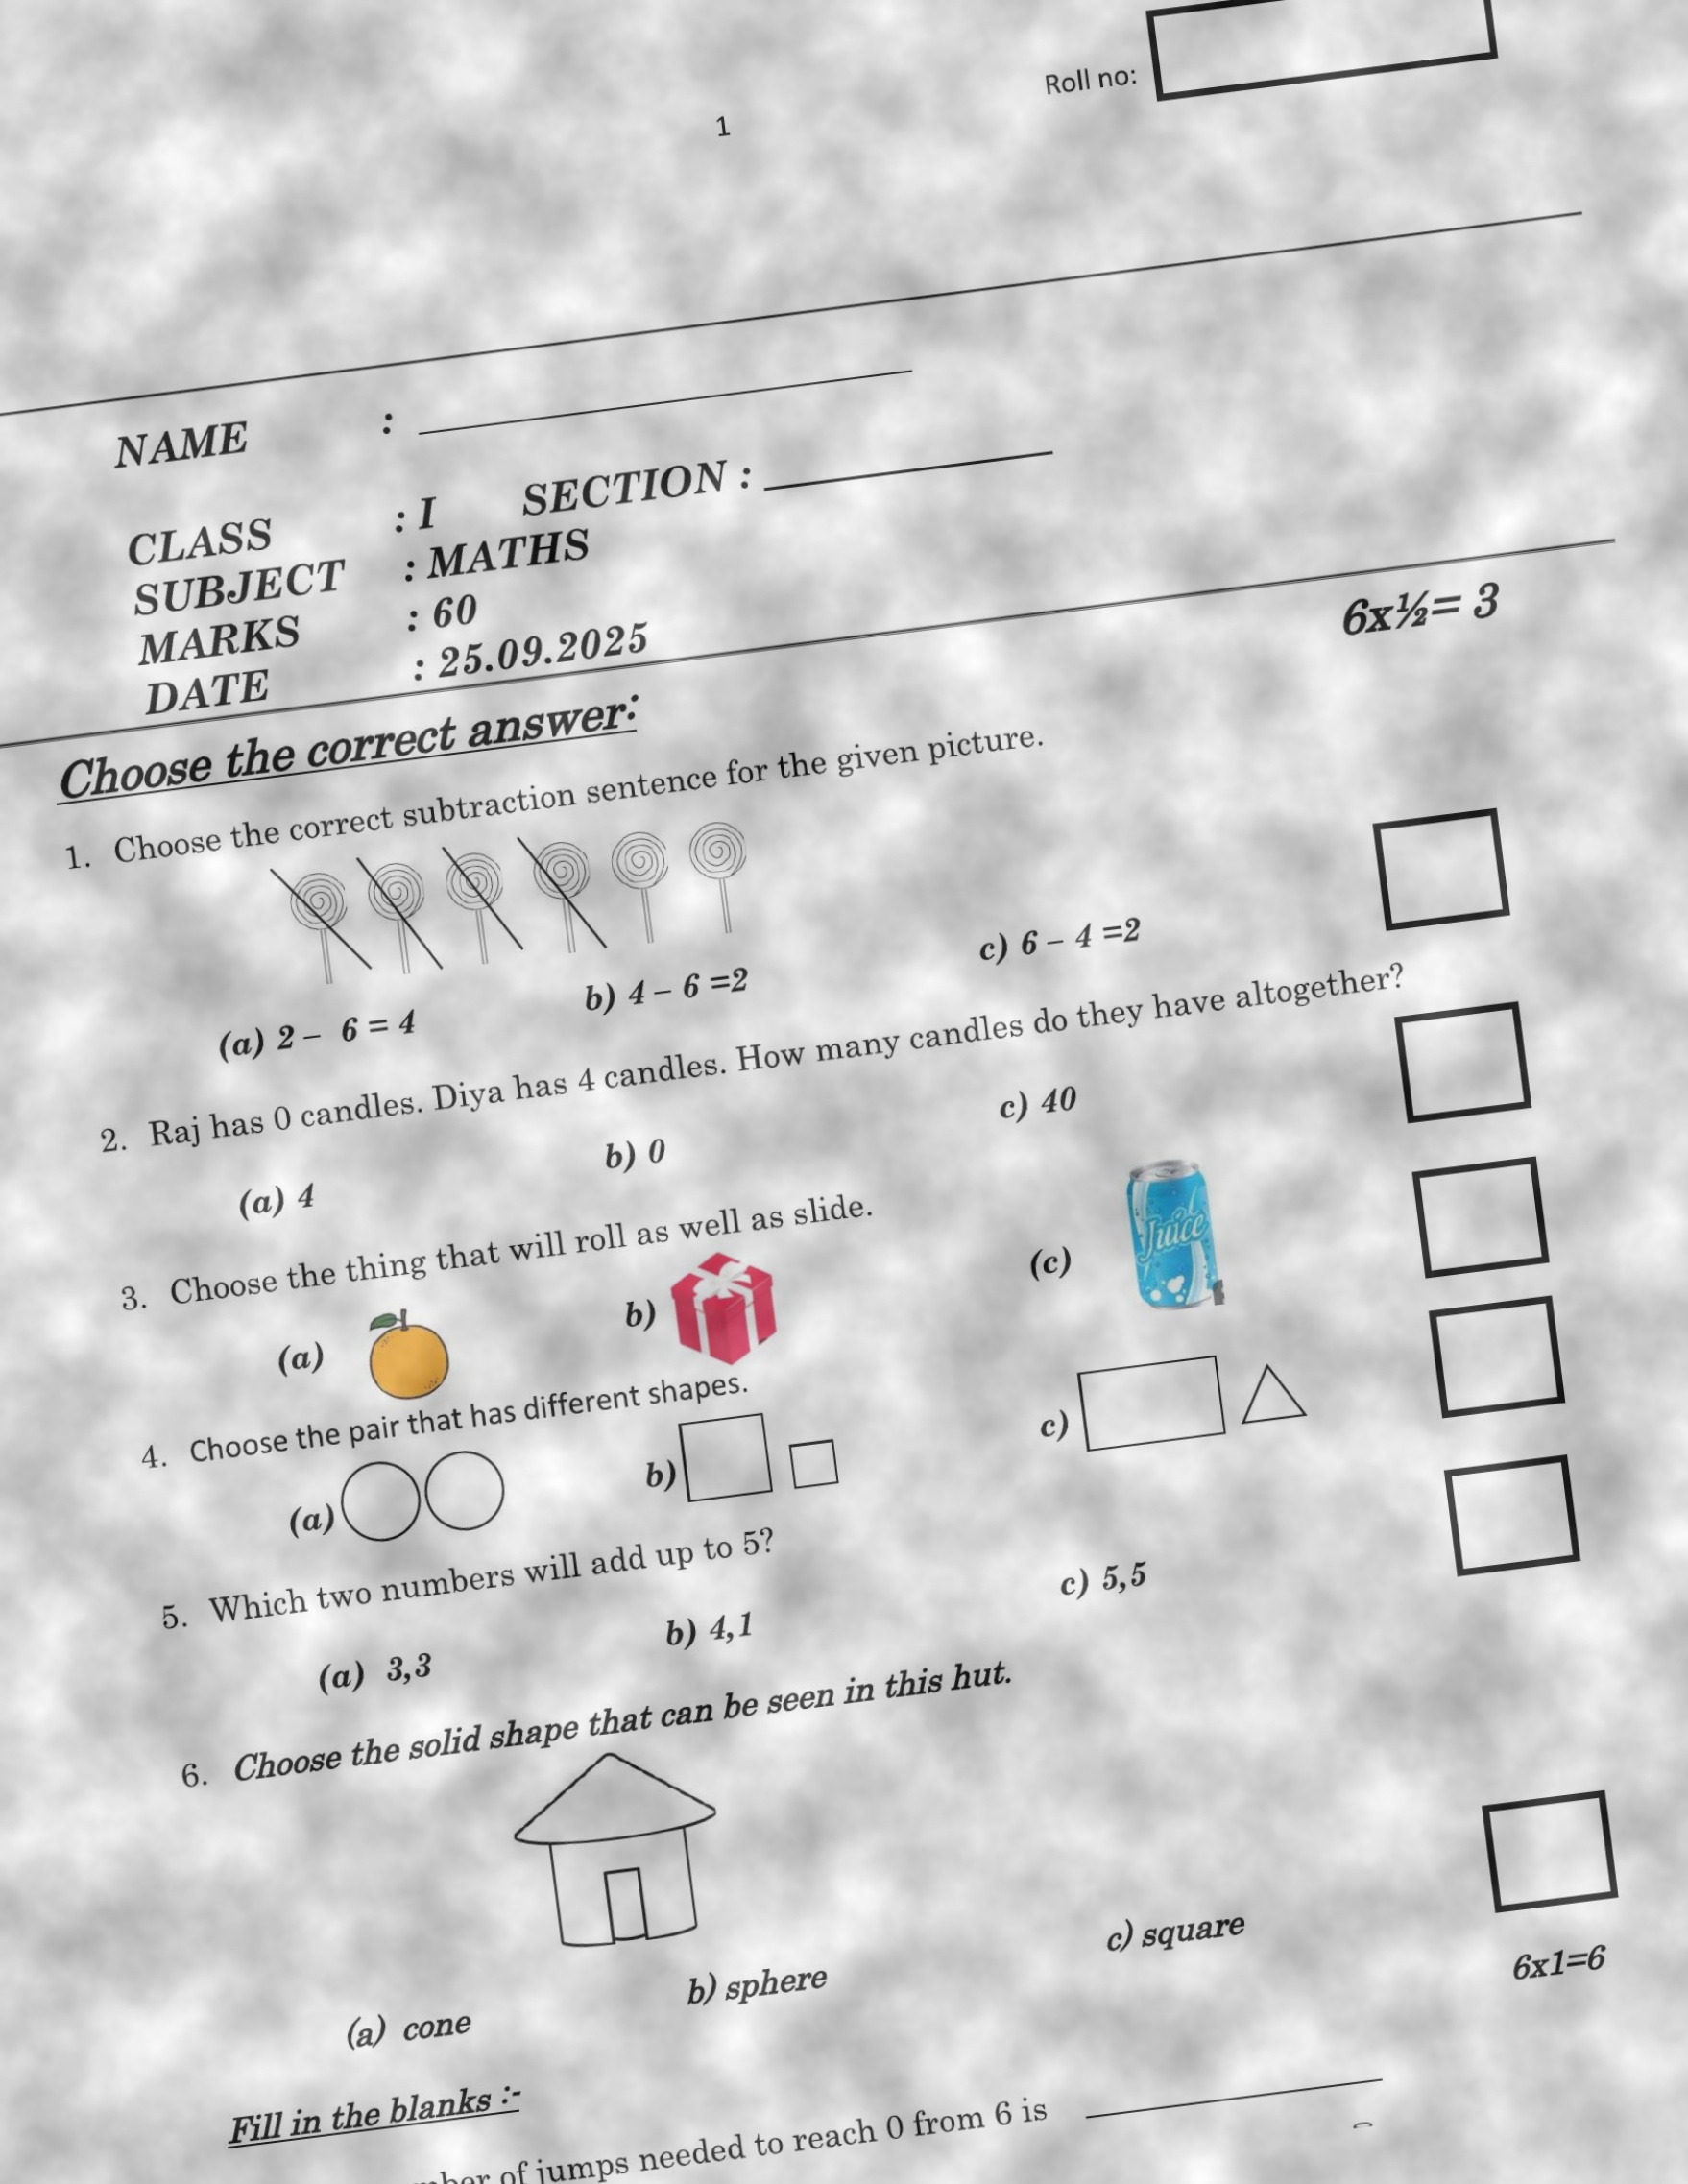 Roll no:
1
NAME :
CLASS : I SECTION :
SUBJECT : MATHS
MARKS : 60
DATE : 25.09.2025
6x½= 3
Choose the correct answer:
1. Choose the correct subtraction sentence for the given picture.
(a) 2 – 6 = 4 b) 4 – 6 =2 c) 6 – 4 =2
2. Raj has 0 candles. Diya has 4 candles. How many candles do they have altogether?
(a) 4 b) 0 c) 40
3. Choose the thing that will roll as well as slide.
(a) b) (c) Juice
4. Choose the pair that has different shapes.
(a) b) c)
5. Which two numbers will add up to 5?
(a) 3,3 b) 4,1 c) 5,5
6. Choose the solid shape that can be seen in this hut.
(a) cone b) sphere c) square
6x1=6
Fill in the blanks :-
of jumps needed to reach 0 from 6 is